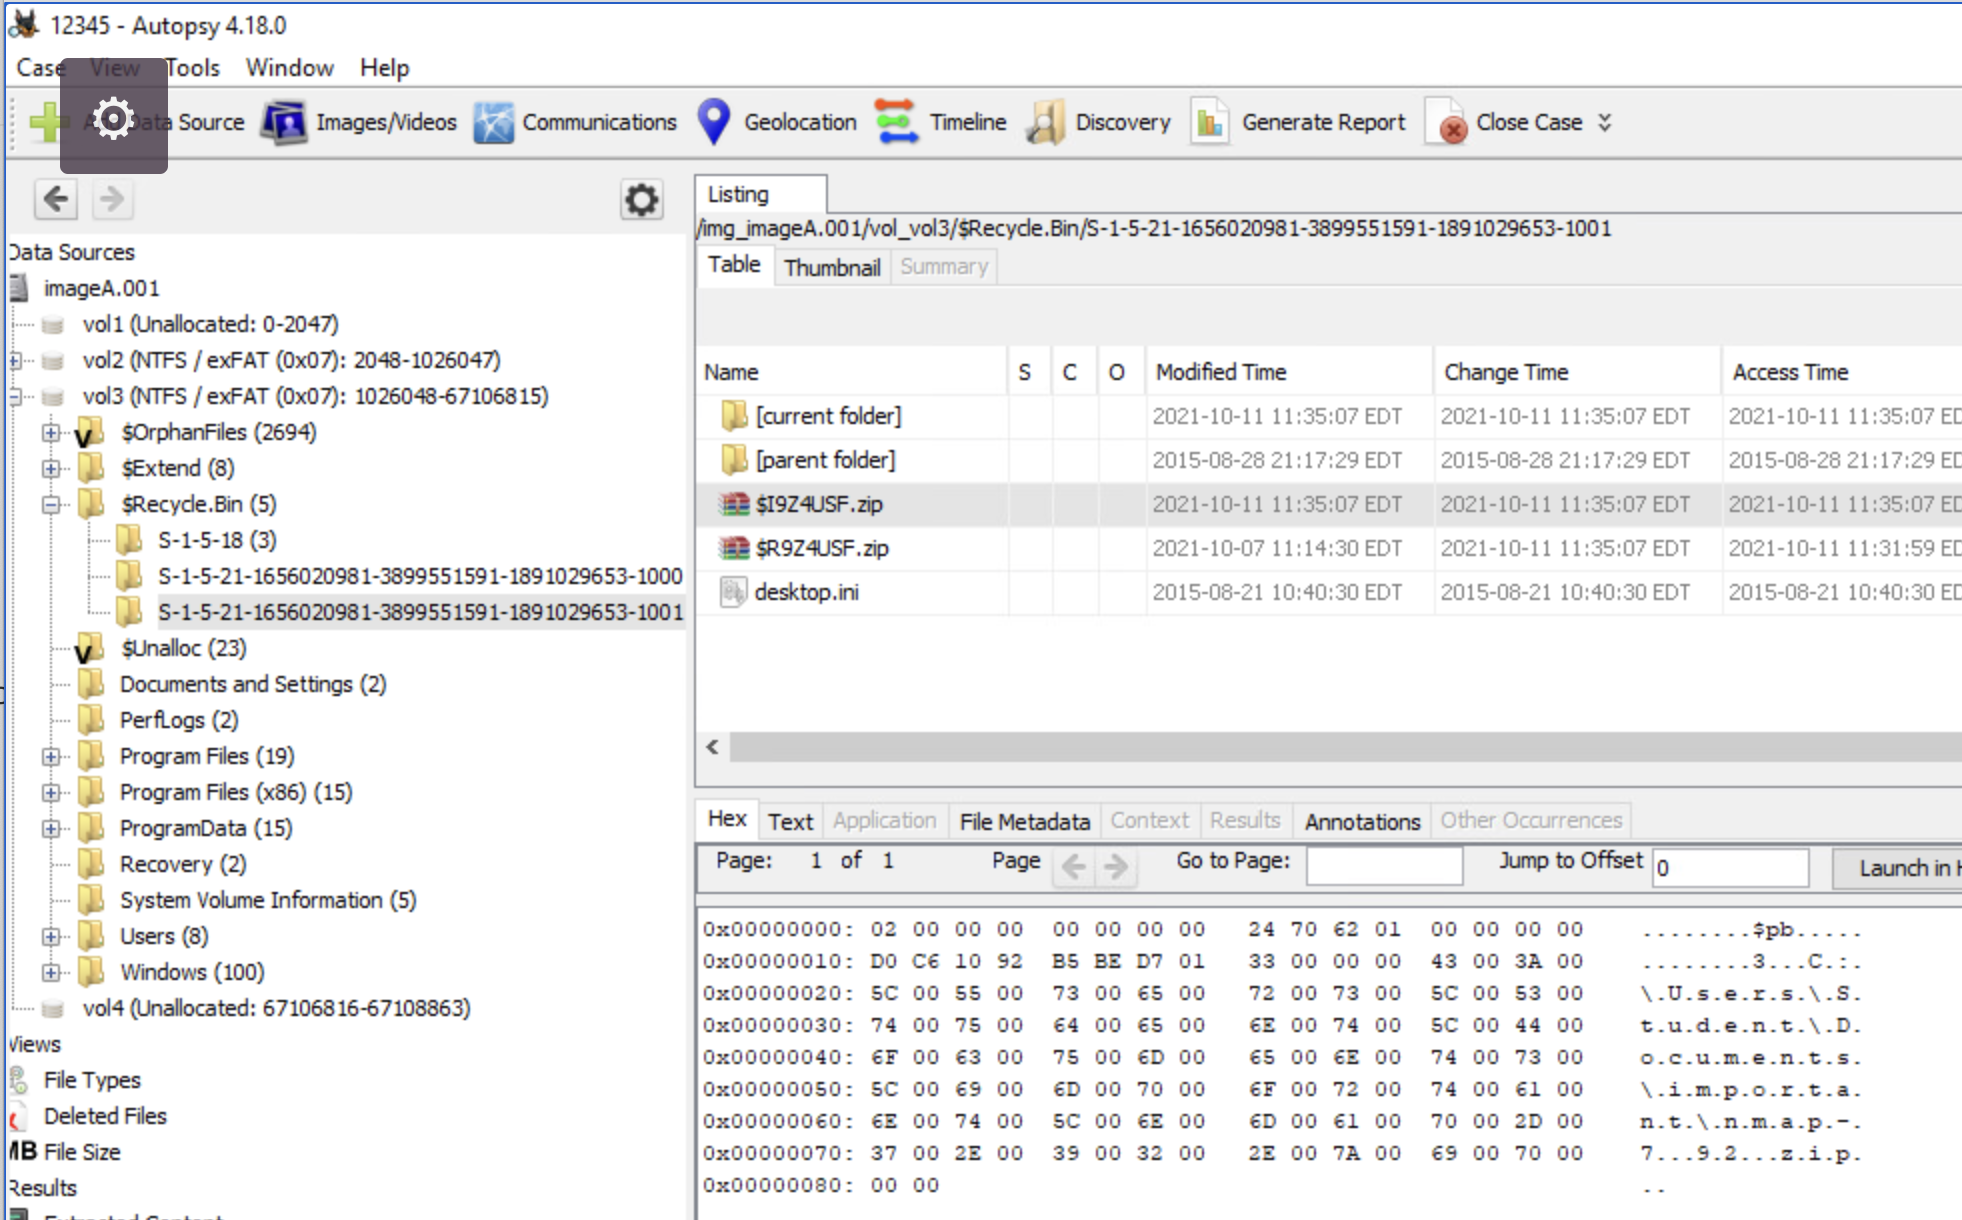 12345 - Autopsy 4.18.0
Case View Tools Window Help
Add Data Source Images/Videos Communications Geolocation Timeline Discovery Generate Report Close Case
Data Sources
imageA.001
vol1 (Unallocated: 0-2047)
vol2 (NTFS / exFAT (0x07): 2048-1026047)
vol3 (NTFS / exFAT (0x07): 1026048-67106815)
$OrphanFiles (2694)
$Extend (8)
$Recycle.Bin (5)
S-1-5-18 (3)
S-1-5-21-1656020981-3899551591-1891029653-1000
S-1-5-21-1656020981-3899551591-1891029653-1001
$Unalloc (23)
Documents and Settings (2)
PerfLogs (2)
Program Files (19)
Program Files (x86) (15)
ProgramData (15)
Recovery (2)
System Volume Information (5)
Users (8)
Windows (100)
vol4 (Unallocated: 67106816-67108863)
Views
File Types
Deleted Files
MB File Size
Results
Extracted Content
Listing
/img_imageA.001/vol_vol3/$Recycle.Bin/S-1-5-21-1656020981-3899551591-1891029653-1001
Table Thumbnail Summary
Name S C O Modified Time Change Time Access Time
[current folder] 2021-10-11 11:35:07 EDT 2021-10-11 11:35:07 EDT 2021-10-11 11:35:07 ED
[parent folder] 2015-08-28 21:17:29 EDT 2015-08-28 21:17:29 EDT 2015-08-28 21:17:29 ED
$I9Z4USF.zip 2021-10-11 11:35:07 EDT 2021-10-11 11:35:07 EDT 2021-10-11 11:35:07 ED
$R9Z4USF.zip 2021-10-07 11:14:30 EDT 2021-10-11 11:35:07 EDT 2021-10-11 11:31:59 ED
desktop.ini 2015-08-21 10:40:30 EDT 2015-08-21 10:40:30 EDT 2015-08-21 10:40:30 ED
Hex Text Application File Metadata Context Results Annotations Other Occurrences
Page: 1 of 1 Page Go to Page: Jump to Offset 0 Launch in H
0x00000000: 02 00 00 00 00 00 00 00 24 70 62 01 00 00 00 00 ........$pb.....
0x00000010: D0 C6 10 92 B5 BE D7 01 33 00 00 00 43 00 3A 00 ........3...C.:.
0x00000020: 5C 00 55 00 73 00 65 00 72 00 73 00 5C 00 53 00 \.U.s.e.r.s.\.S.
0x00000030: 74 00 75 00 64 00 65 00 6E 00 74 00 5C 00 44 00 t.u.d.e.n.t.\.D.
0x00000040: 6F 00 63 00 75 00 6D 00 65 00 6E 00 74 00 73 00 o.c.u.m.e.n.t.s.
0x00000050: 5C 00 69 00 6D 00 70 00 6F 00 72 00 74 00 61 00 \.i.m.p.o.r.t.a.
0x00000060: 6E 00 74 00 5C 00 6E 00 6D 00 61 00 70 00 2D 00 n.t.\.n.m.a.p.-.
0x00000070: 37 00 2E 00 39 00 32 00 2E 00 7A 00 69 00 70 00 7...9.2...z.i.p.
0x00000080: 00 00 ..